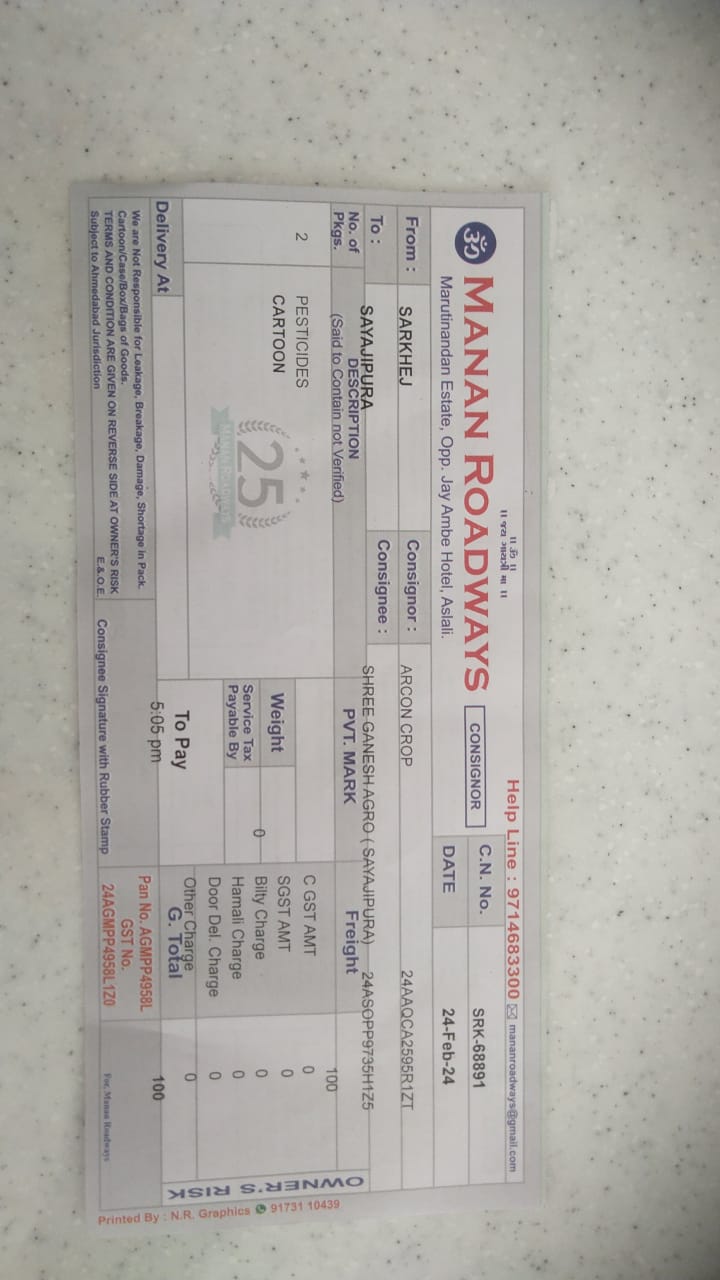 || ॐ ||
|| जय गात्राळ मा ||
Help Line : 9714683300 mananroadways@gmail.com
ॐ MANAN ROADWAYS
CONSIGNOR
C.N. No. SRK-68891
Marutinandan Estate, Opp. Jay Ambe Hotel, Aslali.
DATE 24-Feb-24
From : SARKHEJ Consignor : ARCON CROP 24AAQCA2595R1ZT
To : SAYAJIPURA Consignee : SHREE GANESH AGRO ( SAYAJIPURA) 24ASOPP9735H1Z5
No. of Pkgs. DESCRIPTION PVT. MARK Freight 100
(Said to Contain not Verified)
2 PESTICIDES C GST AMT 0
CARTOON Weight SGST AMT 0
25
MANAN ROADWAYS
0 Bilty Charge 0
Service Tax Payable By Hamali Charge 0
Door Del. Charge 0
To Pay Other Charge 0
Delivery At 5:05 pm G. Total 100
We are Not Responsible for Leakage, Breakage, Damage, Shortage in Pack.
Cartoon/Case/Box/Bags of Goods.
TERMS AND CONDITION ARE GIVEN ON REVERSE SIDE AT OWNER'S RISK
Subject to Ahmedabad Jurisdiction E.&.O.E.
Consignee Signature with Rubber Stamp
Pan No. AGMPP4958L
GST No.
24AGMPP4958L1Z0
For, Manan Roadways
OWNER'S RISK
Printed By : N.R. Graphics 91731 10439